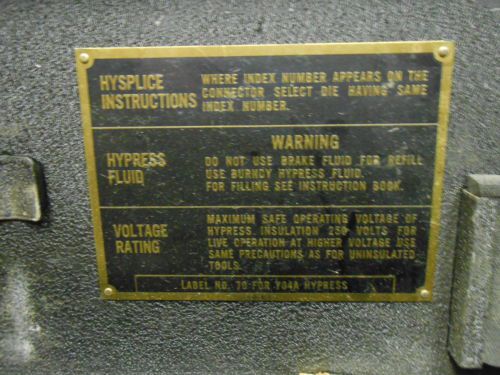 HYSPLICE INSTRUCTIONS
WHERE INDEX NUMBER APPEARS ON THE
CONNECTOR SELECT DIE HAVING SAME
INDEX NUMBER.
HYPRESS FLUID
WARNING
DO NOT USE BRAKE FLUID FOR REFILL
USE BURNDY HYPRESS FLUID.
FOR FILLING SEE INSTRUCTION BOOK.
VOLTAGE RATING
MAXIMUM SAFE OPERATING VOLTAGE OF
HYPRESS INSULATION 250 VOLTS FOR
LIVE OPERATION AT HIGHER VOLTAGE USE
SAME PRECAUTIONS AS FOR UNINSULATED
TOOLS.
LABEL NO. 70 FOR Y34A HYPRESS